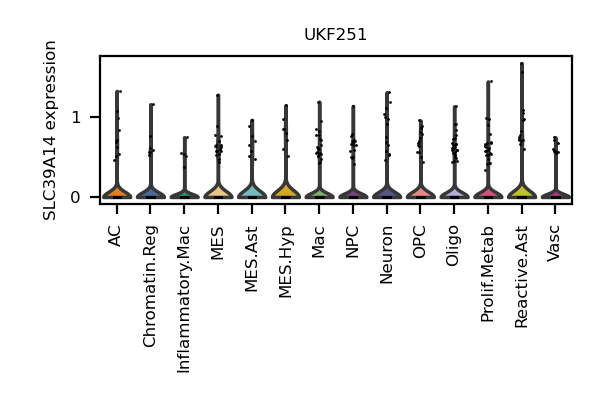 UKF251
SLC39A14 expression
1
0
AC
Chromatin.Reg
Inflammatory.Mac
MES
MES.Ast
MES.Hyp
Mac
NPC
Neuron
OPC
Oligo
Prolif.Metab
Reactive.Ast
Vasc